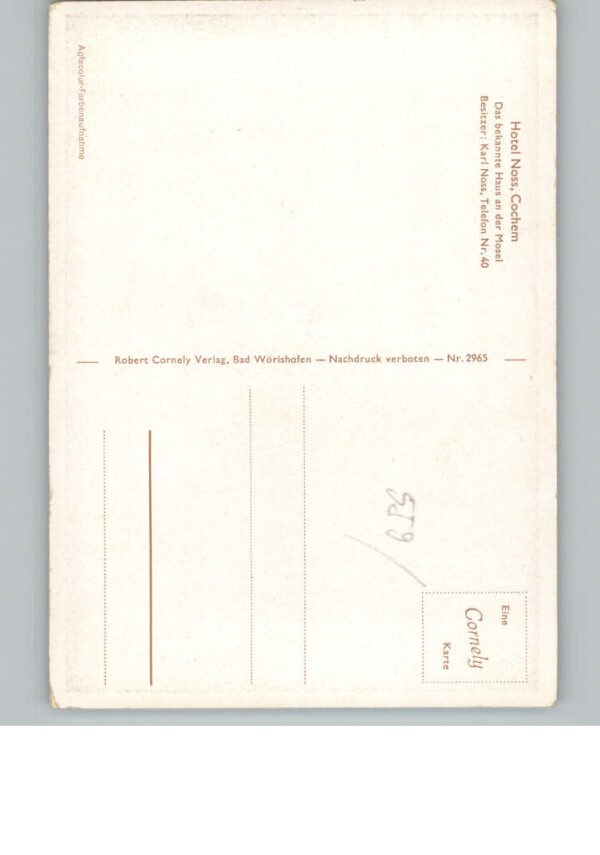 Hotel Noss, Cochem
Das bekannte Haus an der Mosel
Besitzer: Karl Noss, Telefon Nr. 40
Agfacolor-Farbenaufnahme
Robert Cornely Verlag, Bad Wörishofen — Nachdruck verboten — Nr. 2965
Eine
Cornely
Karte